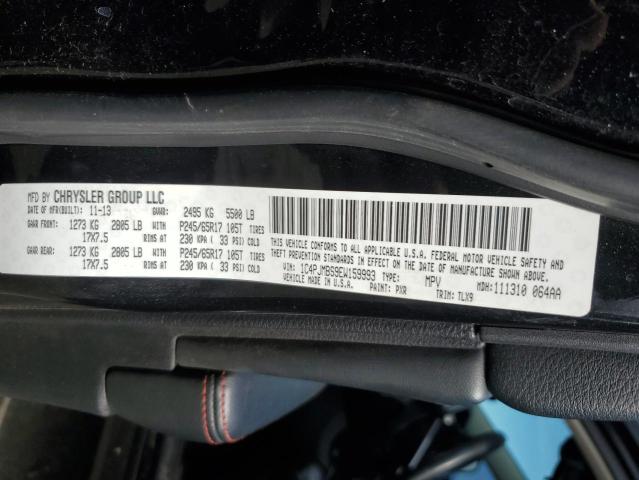 MFD BY CHRYSLER GROUP LLC
DATE OF MFR(BUILT): 11-13 GVWR: 2495 KG 5500 LB
GAWR FRONT: 1273 KG 2805 LB WITH P245/65R17 105T TIRES
17X7.5 RIMS AT 230 KPA ( 33 PSI) COLD
GAWR REAR: 1273 KG 2805 LB WITH P245/65R17 105T TIRES
17X7.5 RIMS AT 230 KPA ( 33 PSI) COLD
THIS VEHICLE CONFORMS TO ALL APPLICABLE U.S.A. FEDERAL MOTOR VEHICLE SAFETY AND
THEFT PREVENTION STANDARDS IN EFFECT ON THE DATE OF MANUFACTURE SHOWN ABOVE.
VIN: 1C4PJMBS9EW159993 TYPE: MPV MDH:111310 064AA
VEHICLE MADE IN U.S.A. PAINT: PXR TRIM: TLX9